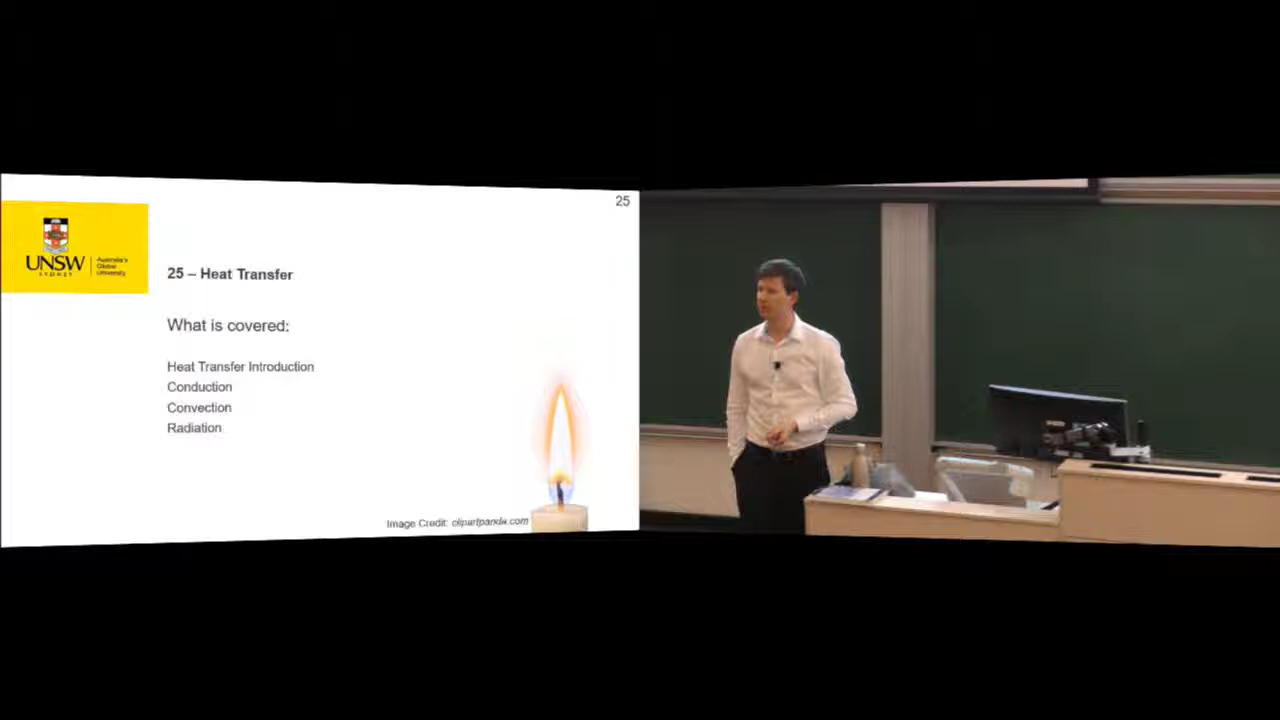 25
UNSW
SYDNEY
Australia's
Global
University
25 – Heat Transfer
What is covered:
Heat Transfer Introduction
Conduction
Convection
Radiation
Image Credit: clipartpanda.com